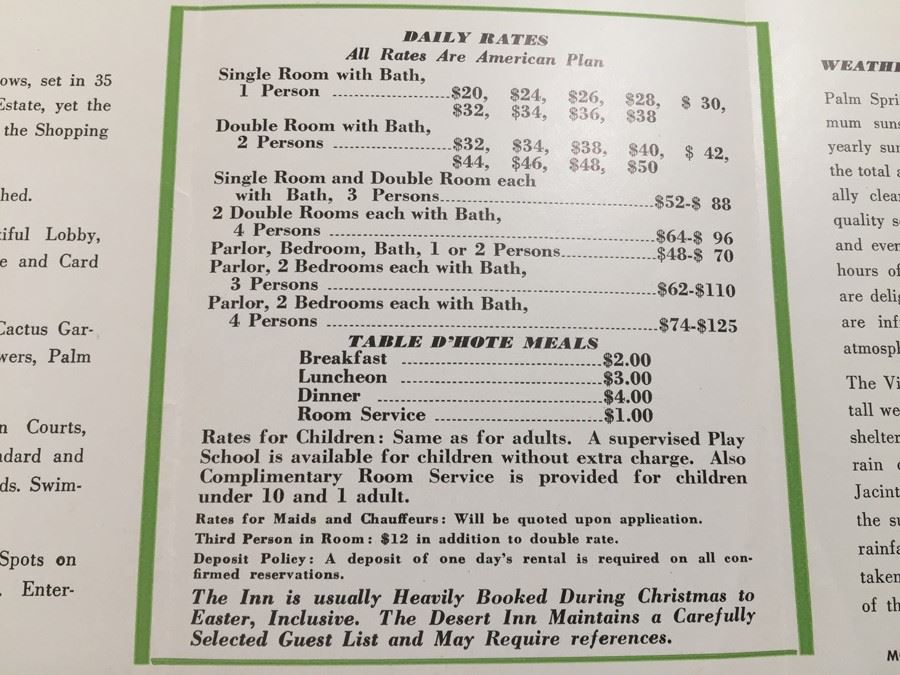 ows, set in 35
Estate, yet the
the Shopping
hed.
iful Lobby,
e and Card
Cactus Gar-
wers, Palm
n Courts,
ndard and
ds. Swim-
Spots on
. Enter-
DAILY RATES
All Rates Are American Plan
Single Room with Bath,
1 Person ....................$20, $24, $26, $28, $ 30,
$32, $34, $36, $38
Double Room with Bath,
2 Persons ....................$32, $34, $38, $40, $ 42,
$44, $46, $48, $50
Single Room and Double Room each
with Bath, 3 Persons....................$52-$ 88
2 Double Rooms each with Bath,
4 Persons ....................$64-$ 96
Parlor, Bedroom, Bath, 1 or 2 Persons....................$48-$ 70
Parlor, 2 Bedrooms each with Bath,
3 Persons ....................$62-$110
Parlor, 2 Bedrooms each with Bath,
4 Persons ....................$74-$125
TABLE D'HOTE MEALS
Breakfast ....................$2.00
Luncheon ....................$3.00
Dinner ....................$4.00
Room Service ....................$1.00
Rates for Children: Same as for adults. A supervised Play
School is available for children without extra charge. Also
Complimentary Room Service is provided for children
under 10 and 1 adult.
Rates for Maids and Chauffeurs: Will be quoted upon application.
Third Person in Room: $12 in addition to double rate.
Deposit Policy: A deposit of one day's rental is required on all con-
firmed reservations.
The Inn is usually Heavily Booked During Christmas to
Easter, Inclusive. The Desert Inn Maintains a Carefully
Selected Guest List and May Require references.
WEATHE
Palm Spri
mum suns
yearly sun
the total a
ally clear
quality s
and even
hours of
are delig
are inf
atmosph
The Vi
tall we
shelter
rain
Jacint
the su
rainfa
taken
of th
M